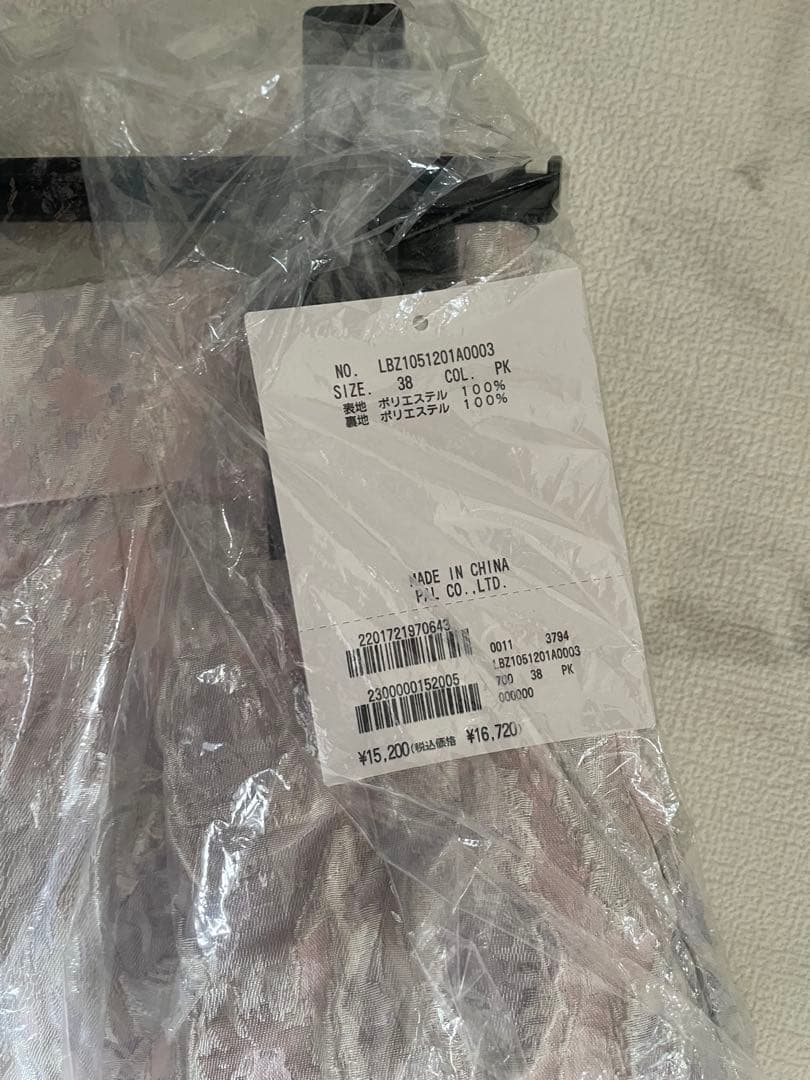 NO. LBZ1051201A0003
SIZE. 38 COL. PK
表地 ポリエステル 100%
裏地 ポリエステル 100%
MADE IN CHINA
PAL CO.,LTD.
2201721970643
2300000152005
0011 3794
LBZ1051201A0003
700 38 PK
000000
¥15,200(税込価格 ¥16,720)